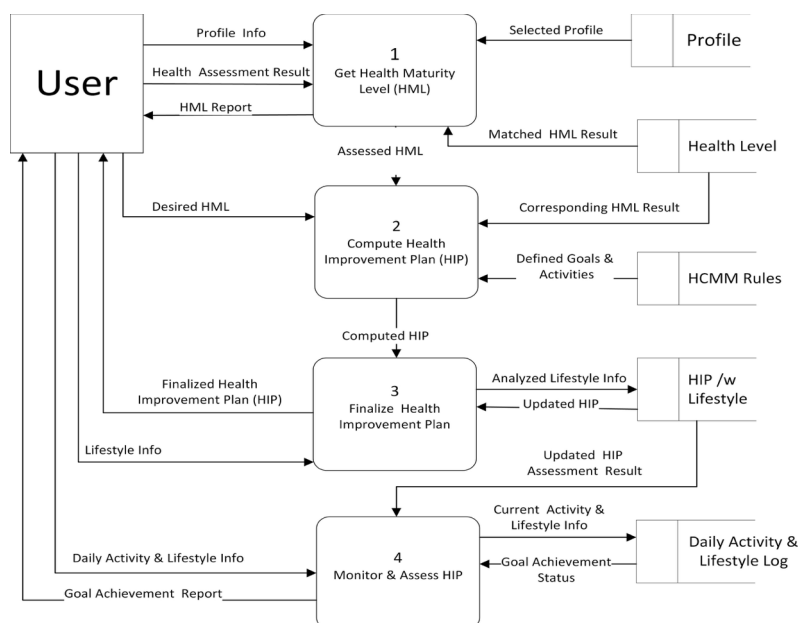 User
Profile Info
Health Assessment Result
HML Report
1
Get Health Maturity
Level (HML)
Selected Profile
Profile
Matched HML Result
Health Level
Assessed HML
Desired HML
2
Compute Health
Improvement Plan (HIP)
Corresponding HML Result
Defined Goals &
Activities
HCMM Rules
Computed HIP
Finalized Health
Improvement Plan (HIP)
3
Finalize Health
Improvement Plan
Analyzed Lifestyle Info
Updated HIP
HIP /w
Lifestyle
Lifestyle Info
Updated HIP
Assessment Result
4
Monitor & Assess HIP
Current Activity &
Lifestyle Info
Goal Achievement
Status
Daily Activity &
Lifestyle Log
Daily Activity & Lifestyle Info
Goal Achievement Report